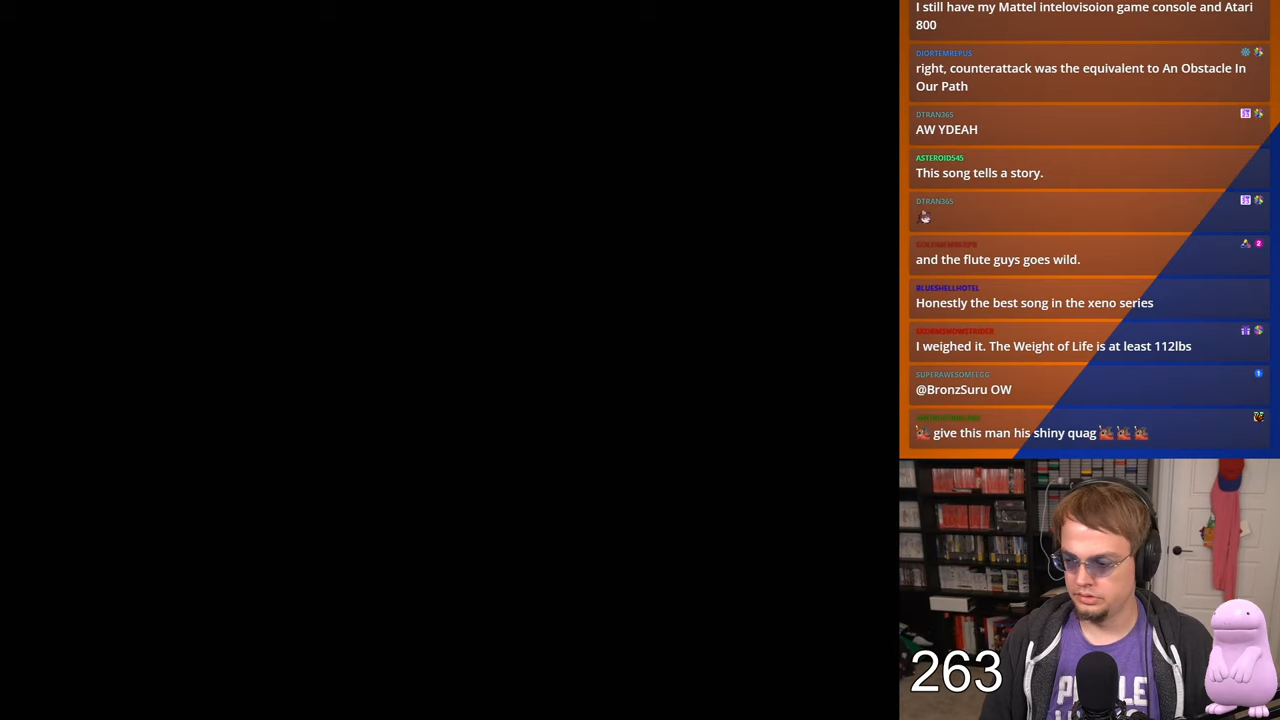 I still have my Mattel intelovisoion game console and Atari
800
DIORTEMREPUS
right, counterattack was the equivalent to An Obstacle In
Our Path
DTRAN365
AW YDEAH
ASTEROID545
This song tells a story.
DTRAN365
and the flute guys goes wild.
BLUESHELLHOTEL
Honestly the best song in the xeno series
I weighed it. The Weight of Life is at least 112lbs
SUPERAWESOMEEGG
@BronzSuru OW
give this man his shiny quag
263